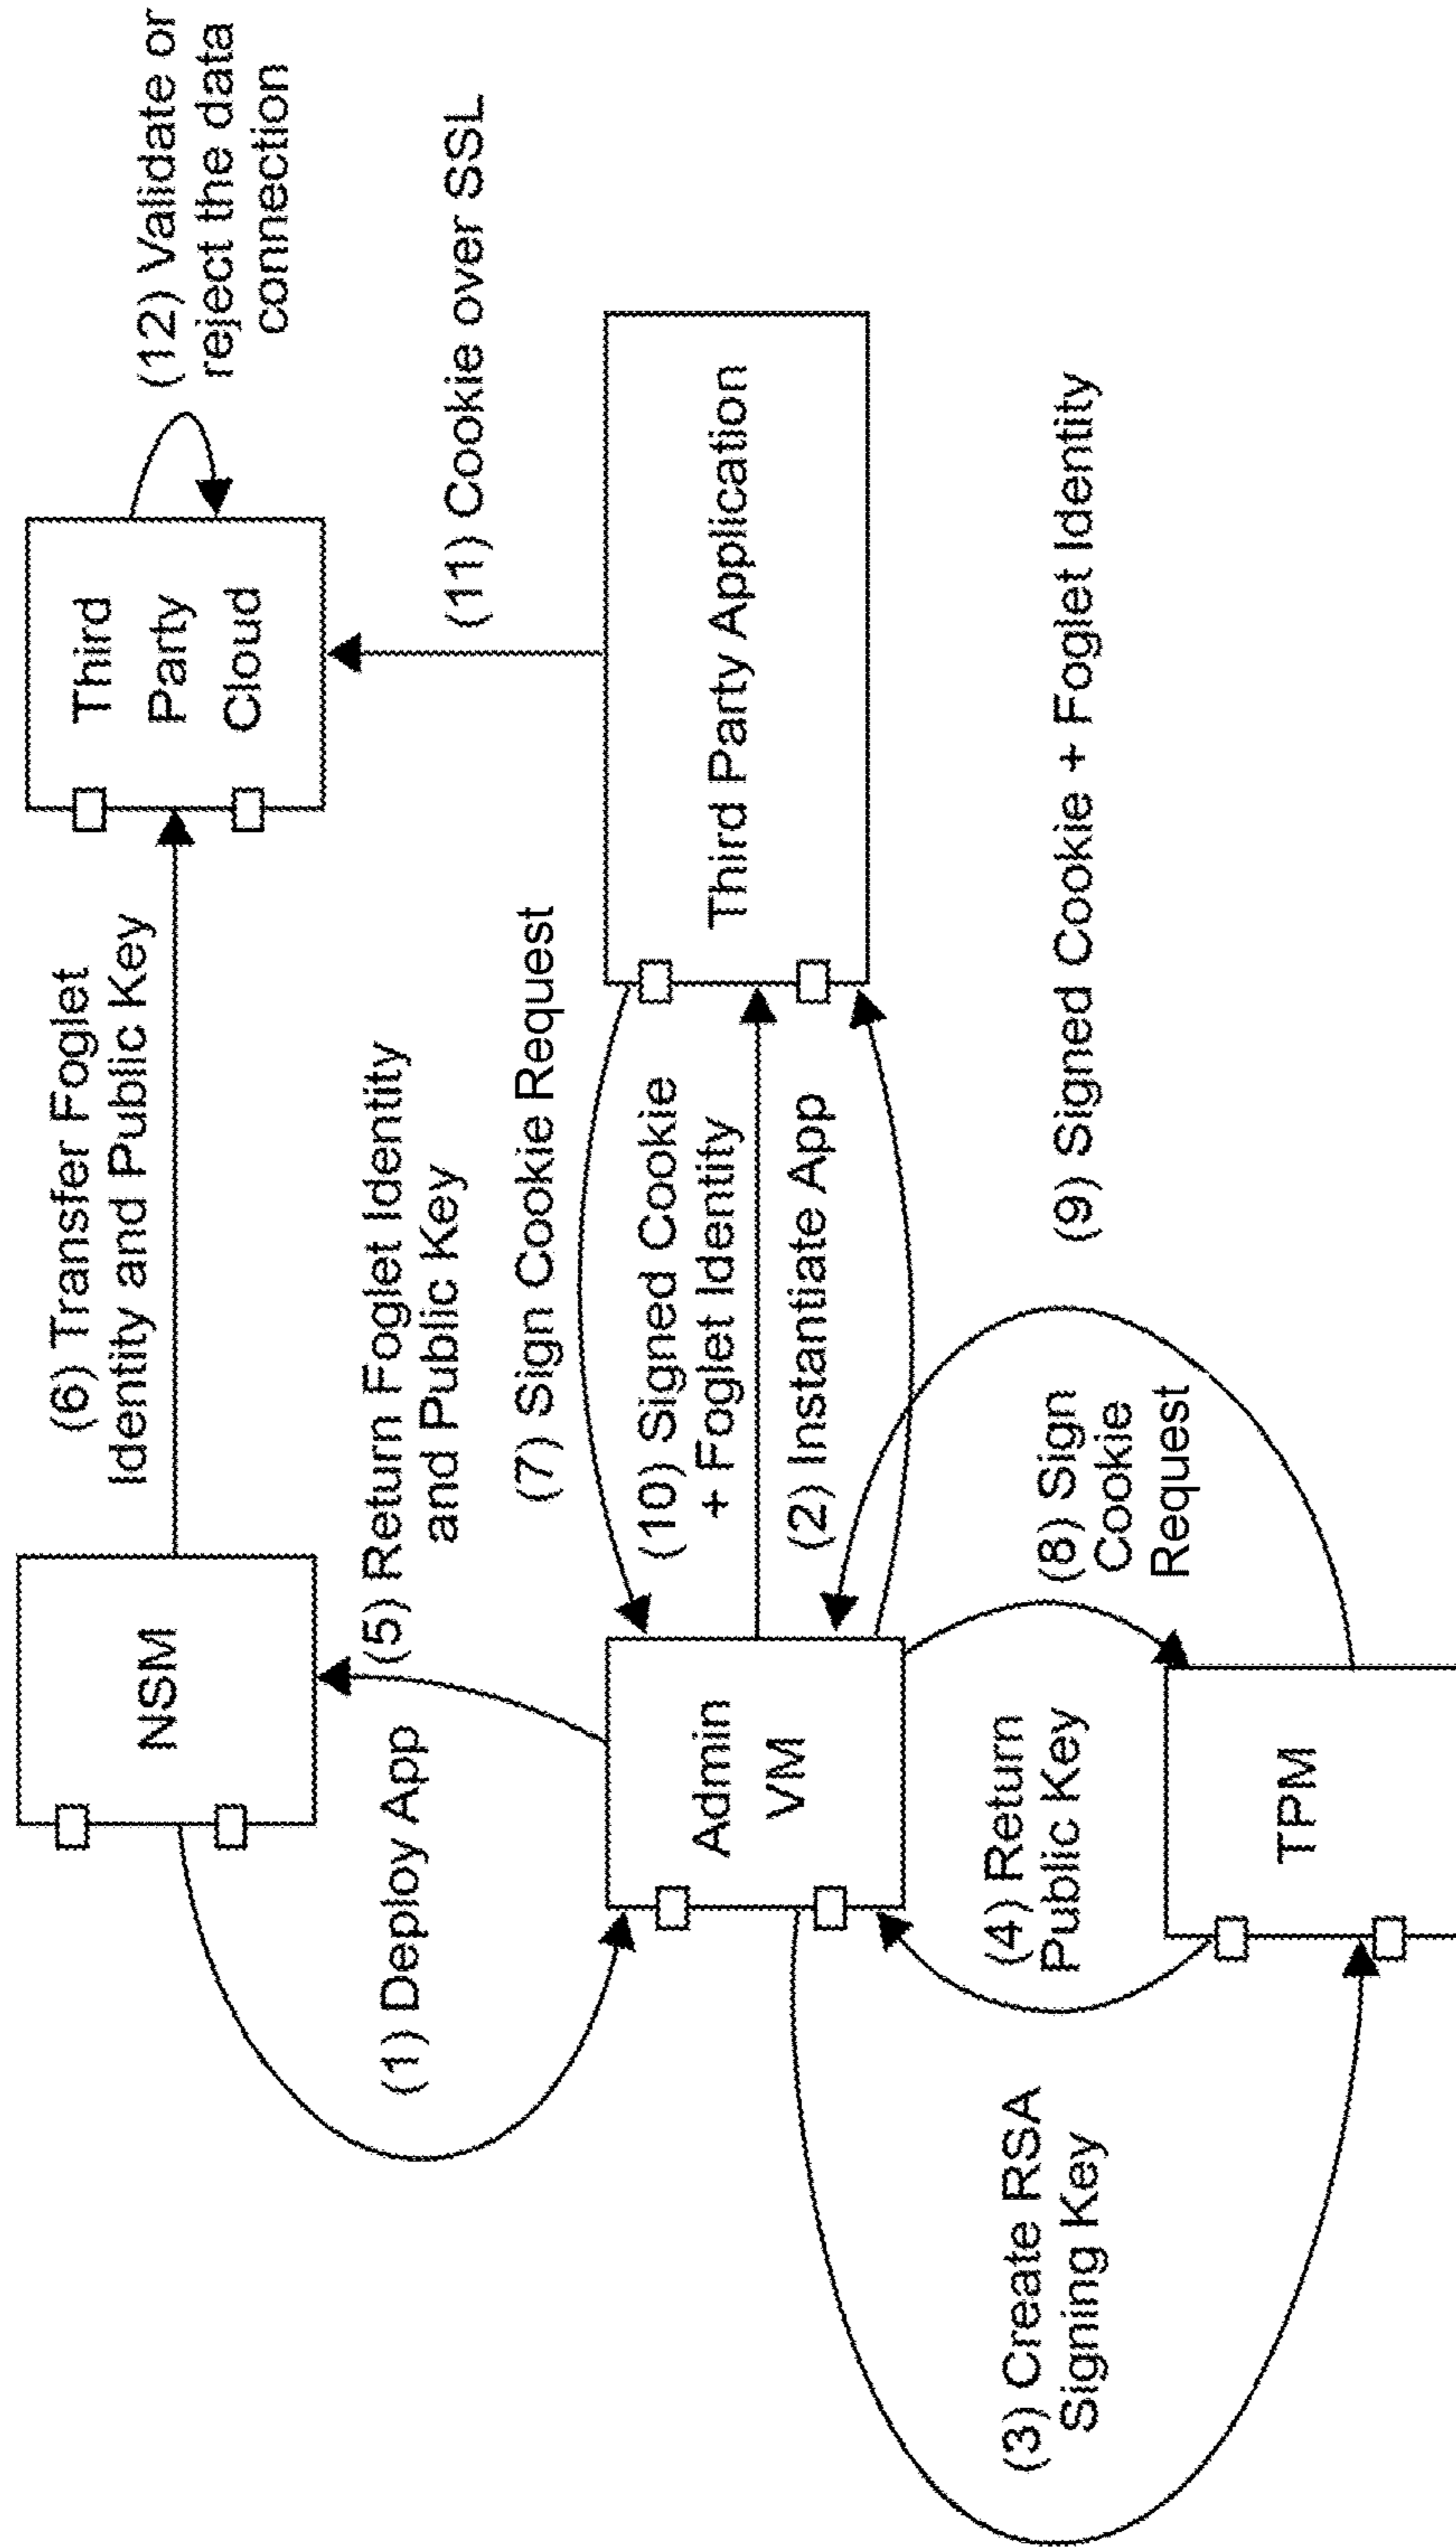 (6) Transfer Foglet
Identity and Public Key
(12) Validate or
reject the data
connection
NSM
Third
Party
Cloud
(1) Deploy App
(5) Return Foglet Identity
and Public Key
(11) Cookie over SSL
(7) Sign Cookie Request
Admin
VM
(10) Signed Cookie
+ Foglet Identity
Third Party Application
(2) Instantiate App
(3) Create RSA
Signing Key
(4) Return
Public Key
(8) Sign
Cookie
Request
(9) Signed Cookie + Foglet Identity
TPM